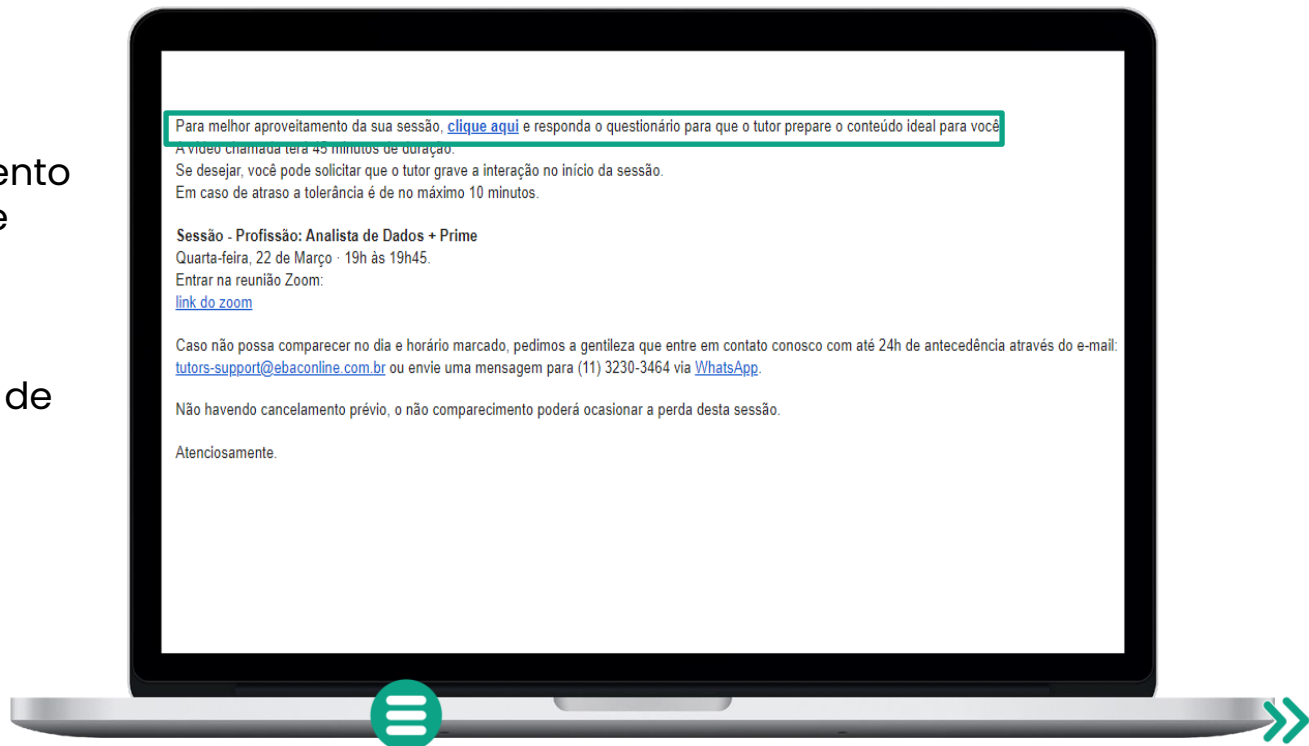 ento
e
de
Para melhor aproveitamento da sua sessão, clique aqui e responda o questionário para que o tutor prepare o conteúdo ideal para você
A vídeo chamada terá 45 minutos de duração.
Se desejar, você pode solicitar que o tutor grave a interação no início da sessão.
Em caso de atraso a tolerância é de no máximo 10 minutos.
Sessão - Profissão: Analista de Dados + Prime
Quarta-feira, 22 de Março · 19h às 19h45.
Entrar na reunião Zoom:
link do zoom
Caso não possa comparecer no dia e horário marcado, pedimos a gentileza que entre em contato conosco com até 24h de antecedência através do e-mail:
tutors-support@ebaconline.com.br ou envie uma mensagem para (11) 3230-3464 via WhatsApp.
Não havendo cancelamento prévio, o não comparecimento poderá ocasionar a perda desta sessão.
Atenciosamente.